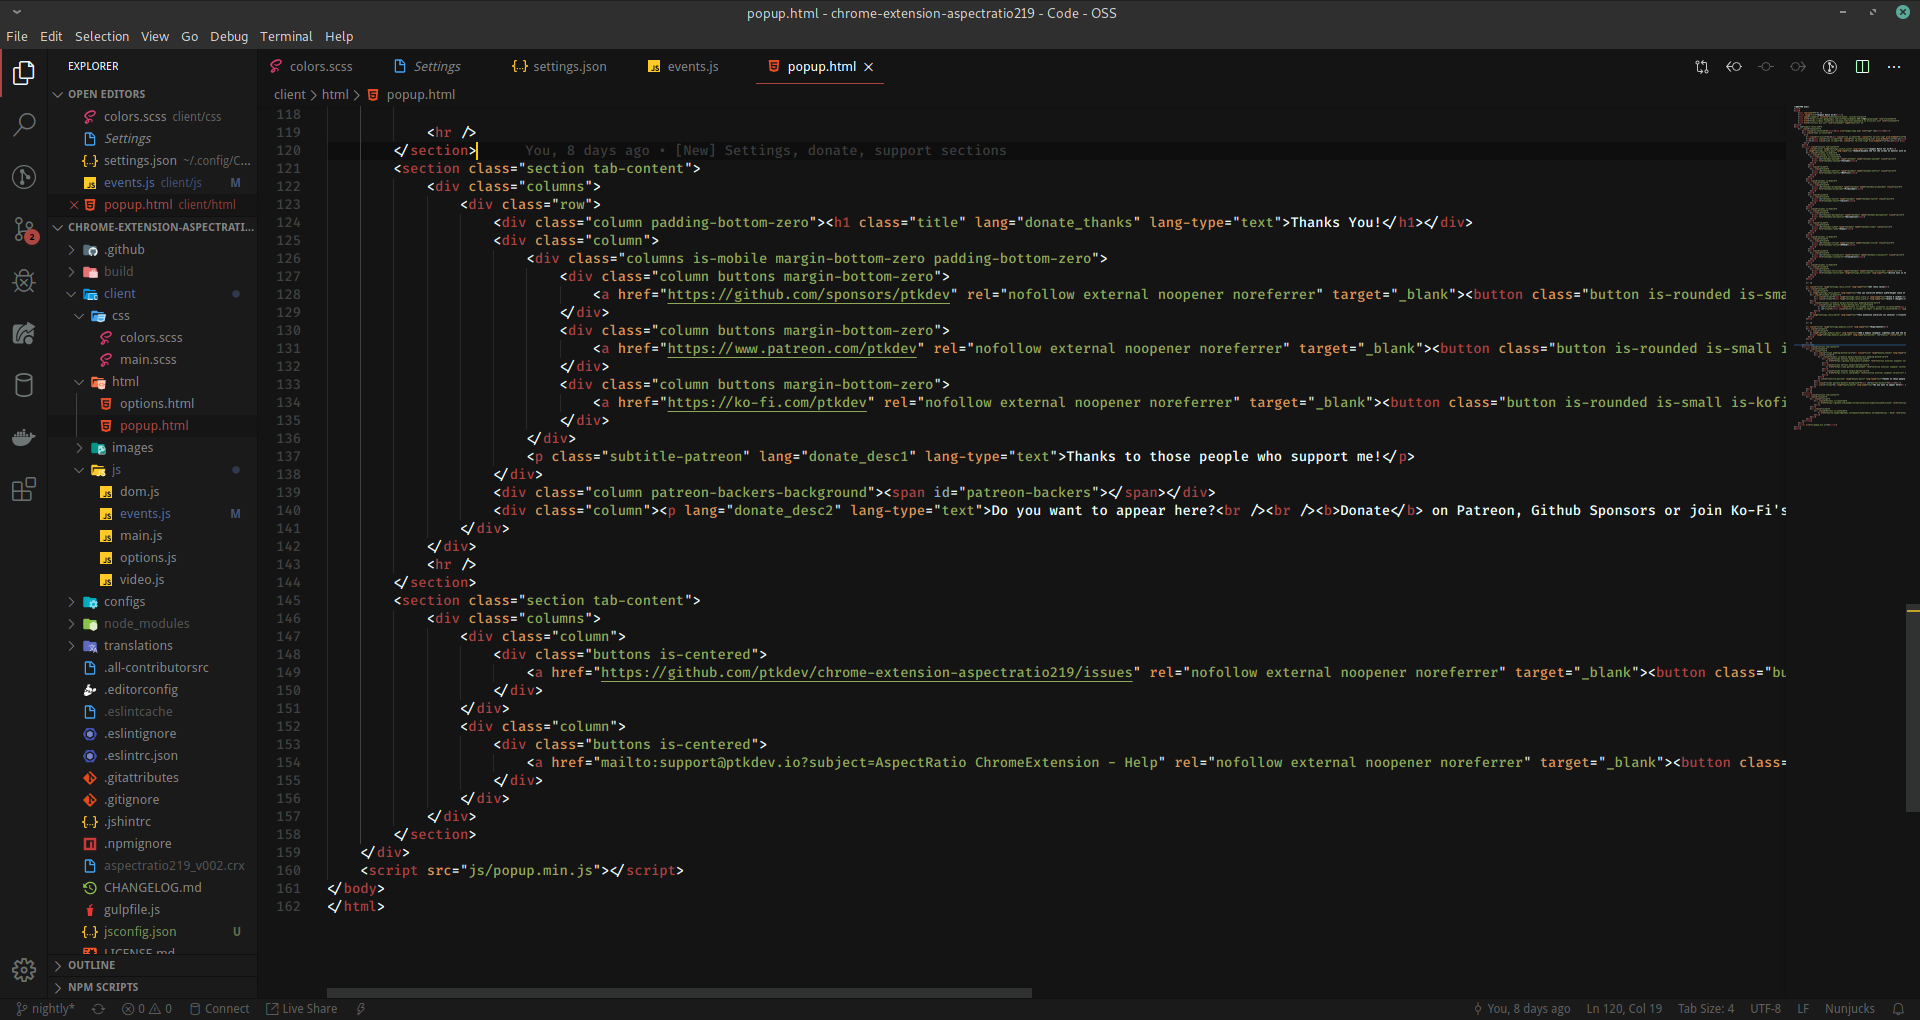 popup.html - chrome-extension-aspectratio219 - Code - OSS
File Edit Selection View Go Debug Terminal Help
EXPLORER
OPEN EDITORS
colors.scss client/css
Settings
settings.json ~/.config/C...
events.js client/js M
popup.html client/html
CHROME-EXTENSION-ASPECTRATI...
.github
build
client
css
colors.scss
main.scss
html
options.html
popup.html
images
js
dom.js
events.js M
main.js
options.js
video.js
configs
node_modules
translations
.all-contributorsrc
.editorconfig
.eslintcache
.eslintignore
.eslintrc.json
.gitattributes
.gitignore
.jshintrc
.npmignore
aspectratio219_v002.crx
CHANGELOG.md
gulpfile.js
jsconfig.json U
LICENSE.md
OUTLINE
NPM SCRIPTS
2
colors.scss Settings settings.json events.js popup.html
client > html > popup.html
118
119 <hr />
120 </section> You, 8 days ago • [New] Settings, donate, support sections
121 <section class="section tab-content">
122 <div class="columns">
123 <div class="row">
124 <div class="column padding-bottom-zero"><h1 class="title" lang="donate_thanks" lang-type="text">Thanks You!</h1></div>
125 <div class="column">
126 <div class="columns is-mobile margin-bottom-zero padding-bottom-zero">
127 <div class="column buttons margin-bottom-zero">
128 <a href="https://github.com/sponsors/ptkdev" rel="nofollow external noopener noreferrer" target="_blank"><button class="button is-rounded is-sma
129 </div>
130 <div class="column buttons margin-bottom-zero">
131 <a href="https://www.patreon.com/ptkdev" rel="nofollow external noopener noreferrer" target="_blank"><button class="button is-rounded is-small i
132 </div>
133 <div class="column buttons margin-bottom-zero">
134 <a href="https://ko-fi.com/ptkdev" rel="nofollow external noopener noreferrer" target="_blank"><button class="button is-rounded is-small is-kofi
135 </div>
136 </div>
137 <p class="subtitle-patreon" lang="donate_desc1" lang-type="text">Thanks to those people who support me!</p>
138 </div>
139 <div class="column patreon-backers-background"><span id="patreon-backers"></span></div>
140 <div class="column"><p lang="donate_desc2" lang-type="text">Do you want to appear here?<br /><br /><b>Donate</b> on Patreon, Github Sponsors or join Ko-Fi's
141 </div>
142 </div>
143 <hr />
144 </section>
145 <section class="section tab-content">
146 <div class="columns">
147 <div class="column">
148 <div class="buttons is-centered">
149 <a href="https://github.com/ptkdev/chrome-extension-aspectratio219/issues" rel="nofollow external noopener noreferrer" target="_blank"><button class="bu
150 </div>
151 </div>
152 <div class="column">
153 <div class="buttons is-centered">
154 <a href="mailto:support@ptkdev.io?subject=AspectRatio ChromeExtension - Help" rel="nofollow external noopener noreferrer" target="_blank"><button class=
155 </div>
156 </div>
157 </div>
158 </section>
159 </div>
160 <script src="js/popup.min.js"></script>
161 </body>
162 </html>
nightly* 0 0 Connect Live Share You, 8 days ago Ln 120, Col 19 Tab Size: 4 UTF-8 LF Nunjucks